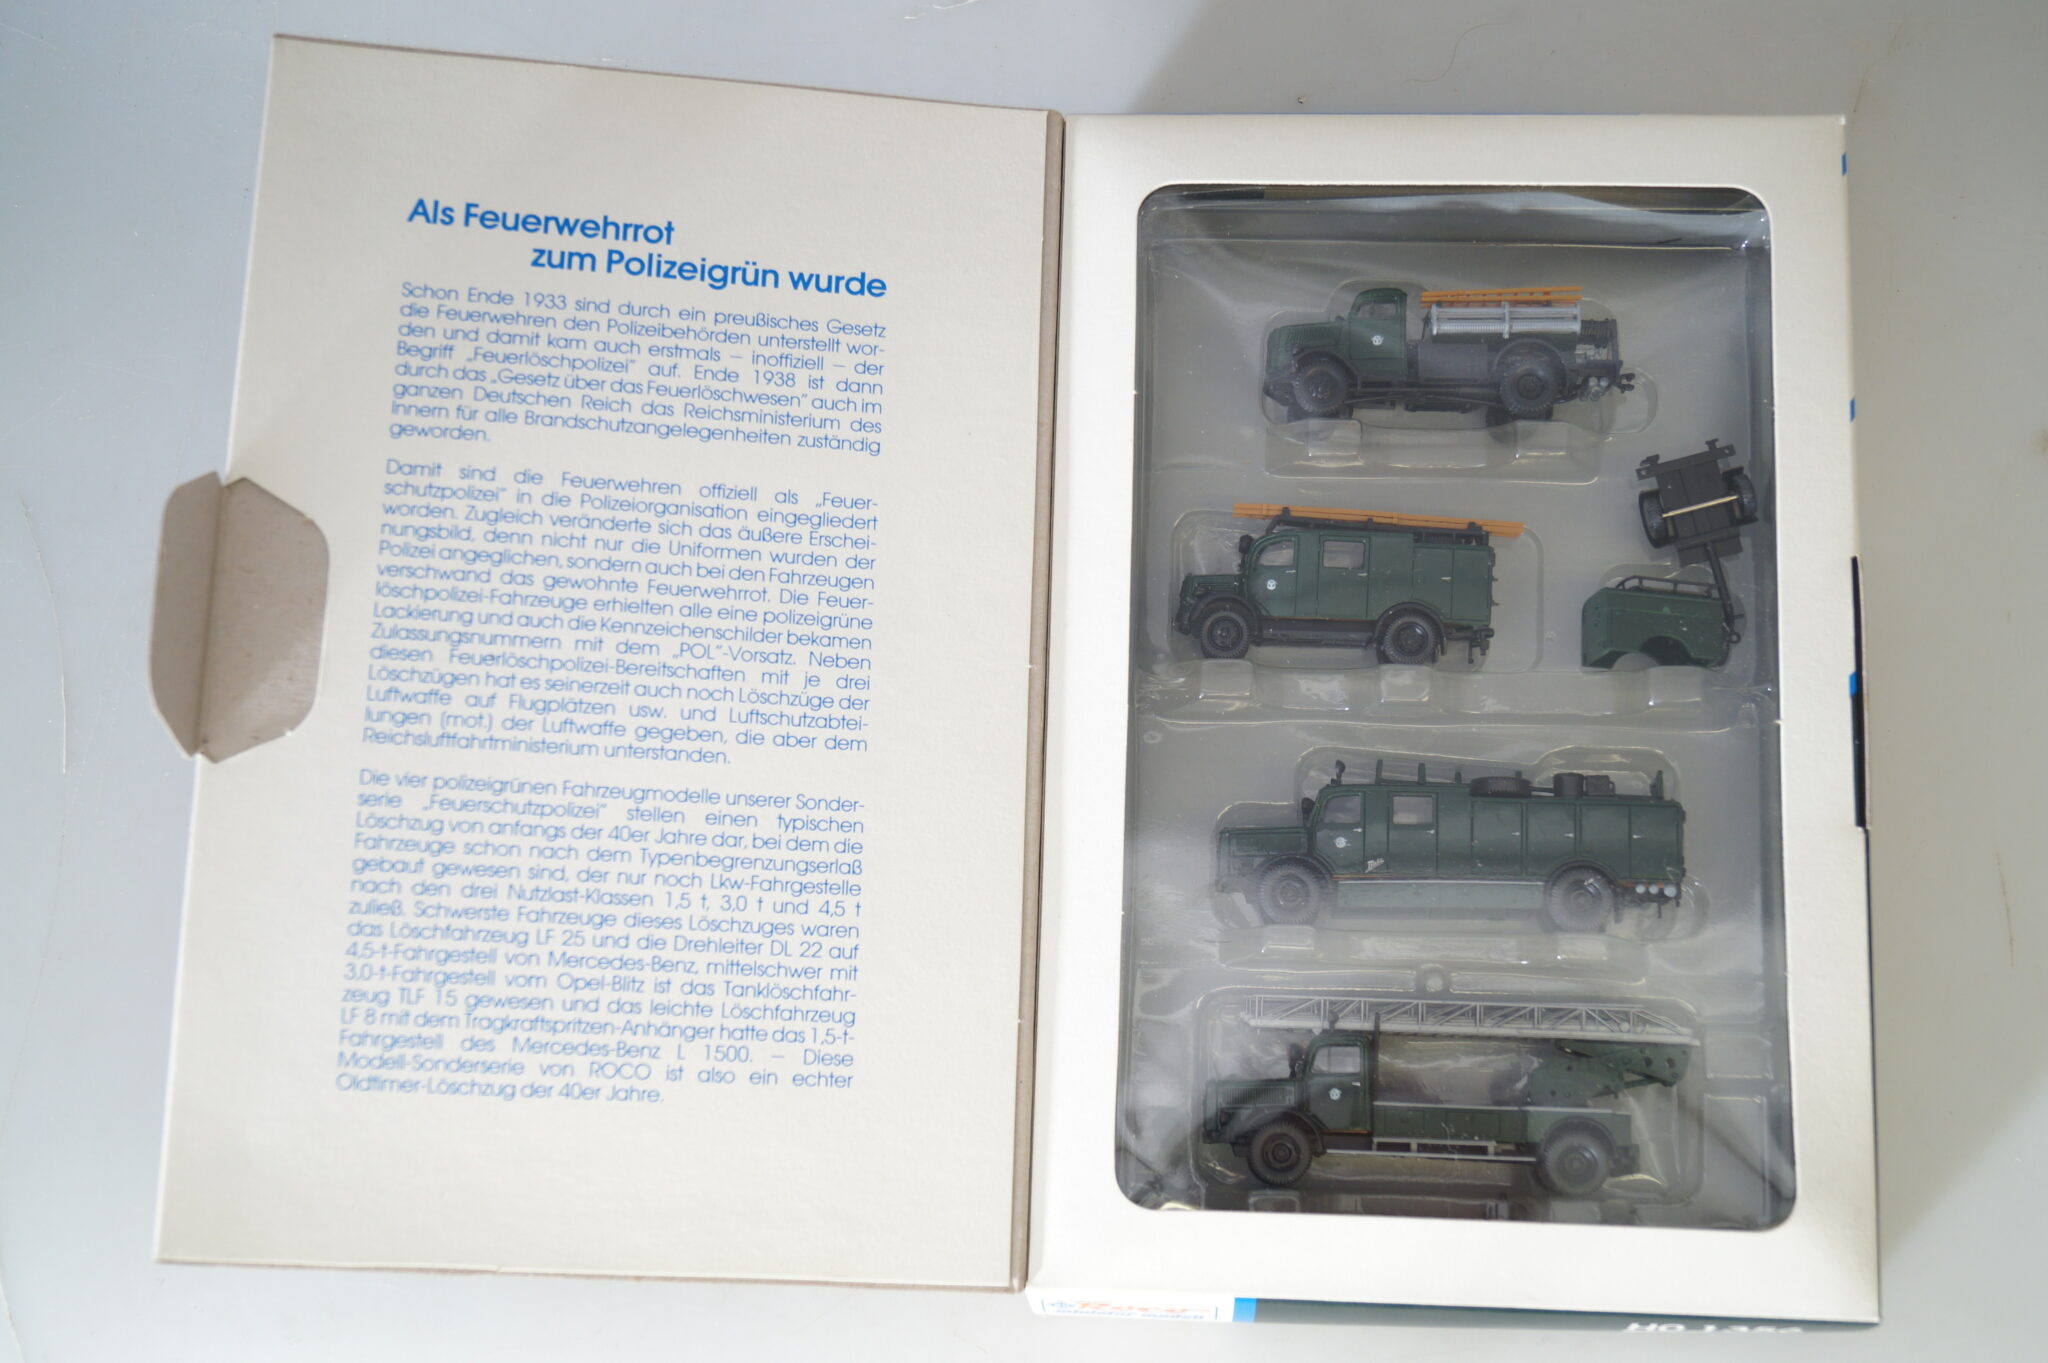 Als Feuerwehrrot
zum Polizeigrün wurde
Schon Ende 1933 sind durch ein preußisches Gesetz
die Feuerwehren den Polizeibehörden unterstellt wor-
den und damit kam auch erstmals – inoffiziell – der
Begriff „Feuerlöschpolizei" auf. Ende 1938 ist dann
durch das „Gesetz über das Feuerlöschwesen" auch im
ganzen Deutschen Reich das Reichsministerium des
Innern für alle Brandschutzangelegenheiten zuständig
geworden.
Damit sind die Feuerwehren offiziell als „Feuer-
schutzpolizei" in die Polizeiorganisation eingegliedert
worden. Zugleich veränderte sich das äußere Erschei-
nungsbild, denn nicht nur die Uniformen wurden der
Polizei angeglichen, sondern auch bei den Fahrzeugen
verschwand das gewohnte Feuerwehrrot. Die Feuer-
löschpolizei-Fahrzeuge erhielten alle eine polizeigrüne
Lackierung und auch die Kennzeichenschilder bekamen
Zulassungsnummern mit dem „POL"-Vorsatz. Neben
diesen Feuerlöschpolizei-Bereitschaften mit je drei
Löschzügen hat es seinerzeit auch noch Löschzüge der
Luftwaffe auf Flugplätzen usw. und Luftschutzabtei-
lungen (mot.) der Luftwaffe gegeben, die aber dem
Reichsluftfahrtministerium unterstanden.
Die vier polizeigrünen Fahrzeugmodelle unserer Sonder-
serie „Feuerschutzpolizei" stellen einen typischen
Löschzug von anfangs der 40er Jahre dar, bei dem die
Fahrzeuge schon nach dem Typenbegrenzungserlaß
gebaut gewesen sind, der nur noch Lkw-Fahrgestelle
nach den drei Nutzlast-Klassen 1,5 t, 3,0 t und 4,5 t
zuließ. Schwerste Fahrzeuge dieses Löschzuges waren
das Löschfahrzeug LF 25 und die Drehleiter DL 22 auf
4,5-t-Fahrgestell von Mercedes-Benz, mittelschwer mit
3,0-t-Fahrgestell vom Opel-Blitz ist das Tanklöschfahr-
zeug TLF 15 gewesen und das leichte Löschfahrzeug
LF 8 mit dem Tragkraftspritzen-Anhänger hatte das 1,5-t-
Fahrgestell des Mercedes-Benz L 1500. – Diese
Modell-Sonderserie von ROCO ist also ein echter
Oldtimer-Löschzug der 40er Jahre.
Metz
Roco
miniatur modell
H0